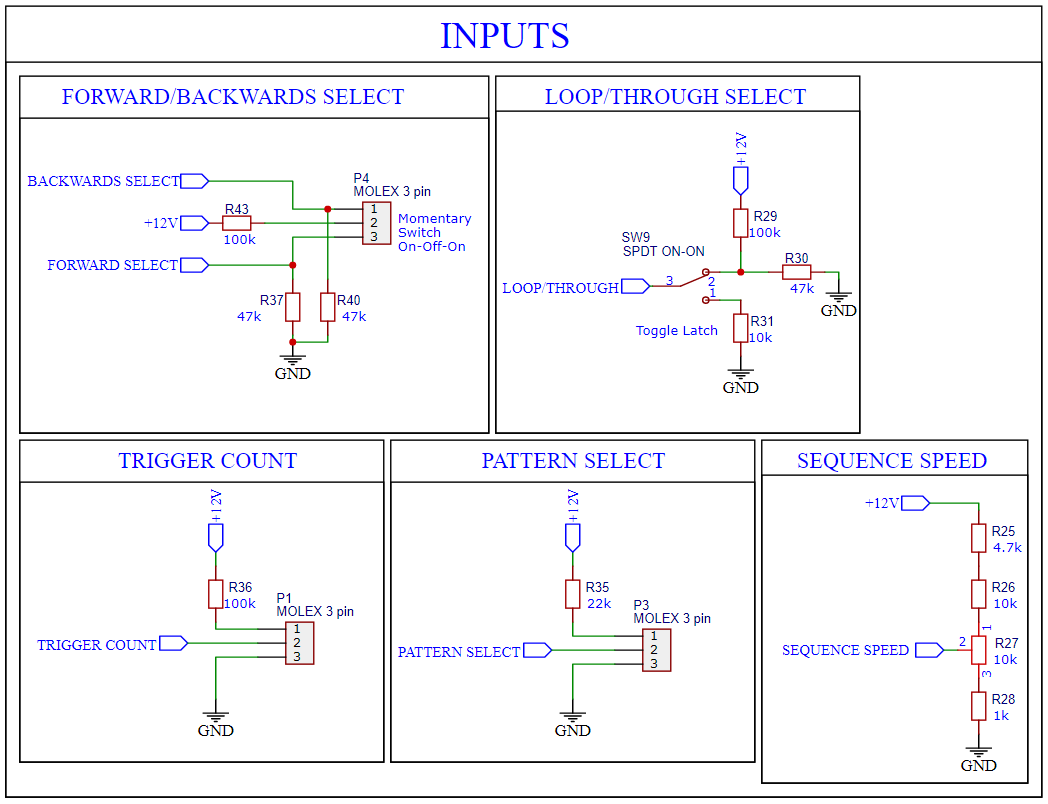 INPUTS
FORWARD/BACKWARDS SELECT
BACKWARDS SELECT
+12V
R43
100k
FORWARD SELECT
P4
MOLEX 3 pin
1
2
3
Momentary
Switch
On-Off-On
R37
47k
R40
47k
GND
LOOP/THROUGH SELECT
+12V
R29
100k
SW9
SPDT ON-ON
LOOP/THROUGH
3
2
1
R30
47k
GND
Toggle Latch
R31
10k
GND
TRIGGER COUNT
+12V
R36
100k
P1
MOLEX 3 pin
TRIGGER COUNT
1
2
3
GND
PATTERN SELECT
+12V
R35
22k
P3
MOLEX 3 pin
PATTERN SELECT
1
2
3
GND
SEQUENCE SPEED
+12V
R25
4.7k
R26
10k
1
SEQUENCE SPEED
2
R27
10k
3
R28
1k
GND